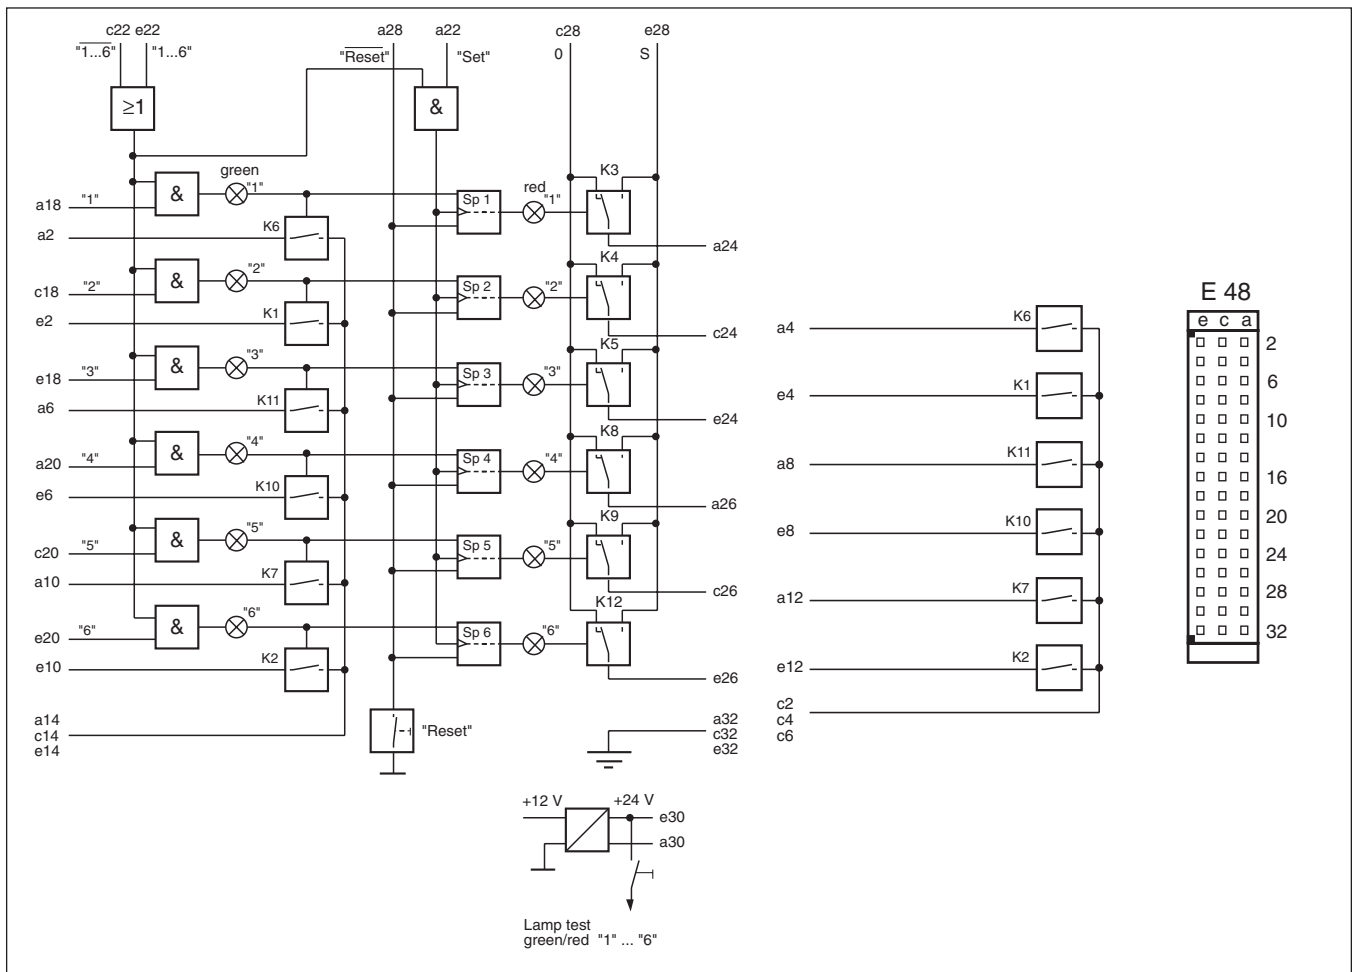 c22 e22 a28 a22 c28 e28
"1...6" "1...6" "Reset" "Set" 0 S
≥1 &
green red K3
& "1" Sp 1 "1"
a18 "1"
a2 K6 a24
K4
& "2" Sp 2 "2"
c18 "2"
e2 K1 c24
K5
& "3" Sp 3 "3"
e18 "3"
a6 K11 e24
K8
& "4" Sp 4 "4"
a20 "4"
e6 K10 a26
K9
& "5" Sp 5 "5"
c20 "5"
a10 K7 c26
K12
& "6" Sp 6 "6"
e20 "6"
e10 K2 e26
a14
c14
e14
"Reset"
a32
c32
e32
+12 V +24 V
e30
a30
Lamp test
green/red "1" ... "6"
a4 K6
e4 K1
a8 K11
e8 K10
a12 K7
e12 K2
c2
c4
c6
E 48
e c a
2
6
10
16
20
24
28
32